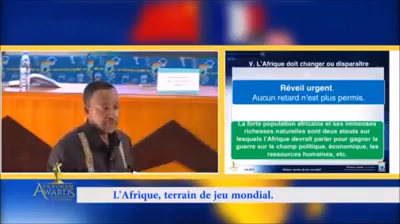 V. L'Afrique doit changer ou disparaître
Réveil urgent.
Aucun retard n'est plus permis.
La forte population africaine et ses immenses
richesses naturelles sont deux atouts sur
lesquels l'Afrique devrait parier pour gagner la
guerre sur le champ politique, économique, les
ressources humaines, etc.
AWARDS
L'Afrique, terrain de jeu mondial.